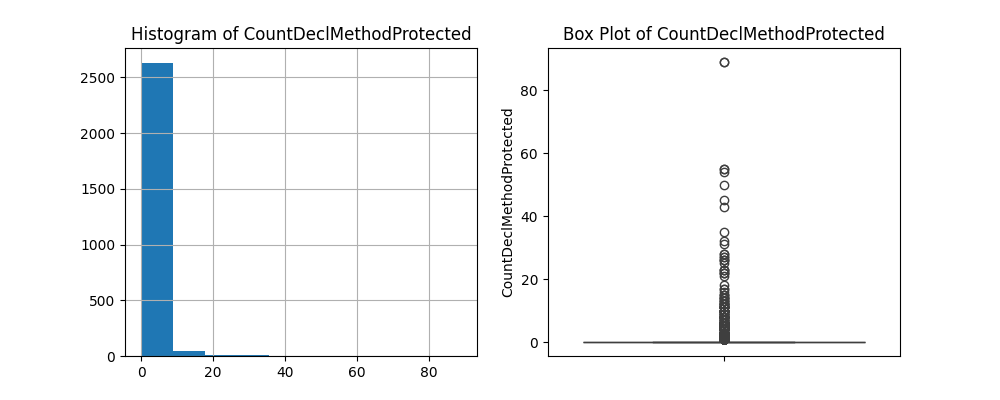 Histogram of CountDeclMethodProtected
2500
2000
1500
1000
500
0
0 20 40 60 80
Box Plot of CountDeclMethodProtected
CountDeclMethodProtected
80
60
40
20
0